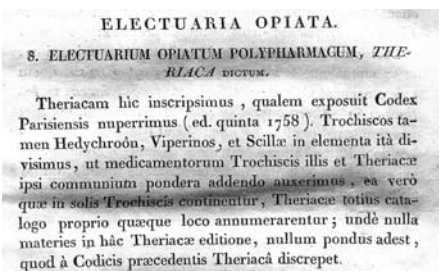 ELECTUARIA OPIATA.
8. ELECTUARIUM OPIATUM POLYPHARMACUM, THE-
RIACA DICTUM.
Theriacam hìc inscripsimus, qualem exposuit Codex
Parisiensis nuperrimus (ed. quinta 1758). Trochiscos ta-
men Hedychroôn, Viperinos, et Scillæ in elementa ità di-
visimus, ut medicamentorum Trochiscis illis et Theriacæ
ipsi communium pondera addendo auxerimus, ea verò
quæ in solis Trochiscis continentur, Theriacæ totius cata-
logo proprio quæque loco annumerarentur; undè nulla
materies in hâc Theriacæ editione, nullum pondus adest,
quod à Codicis præcedentis Theriacâ discrepet.